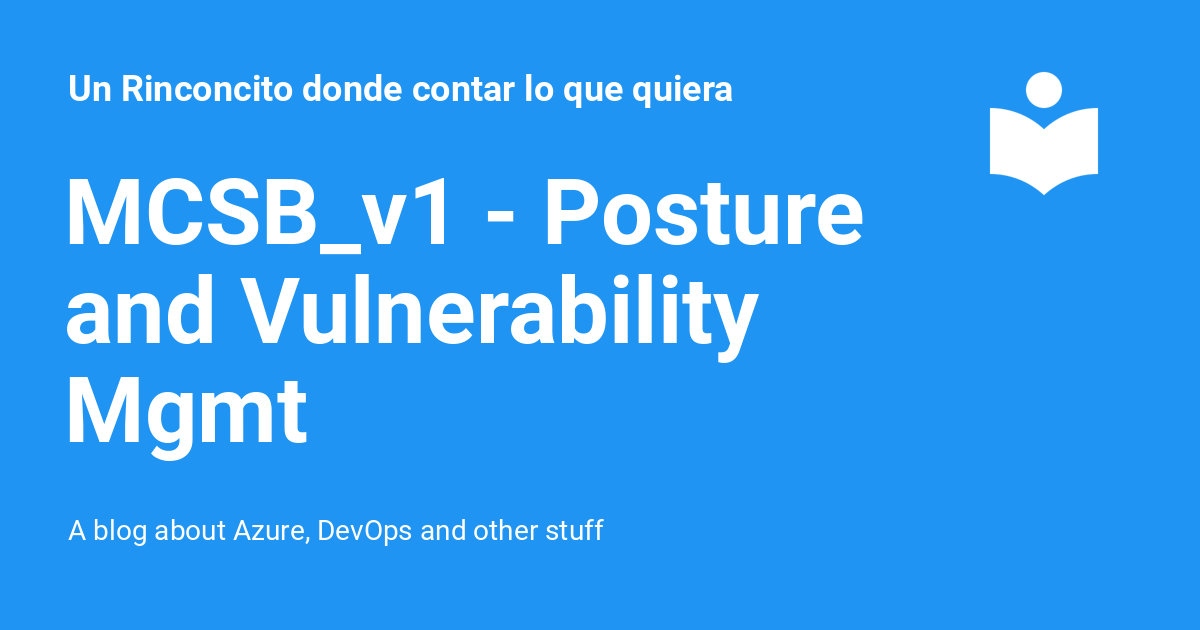 Un Rinconcito donde contar lo que quiera
MCSB_v1 - Posture
and Vulnerability
Mgmt
A blog about Azure, DevOps and other stuff